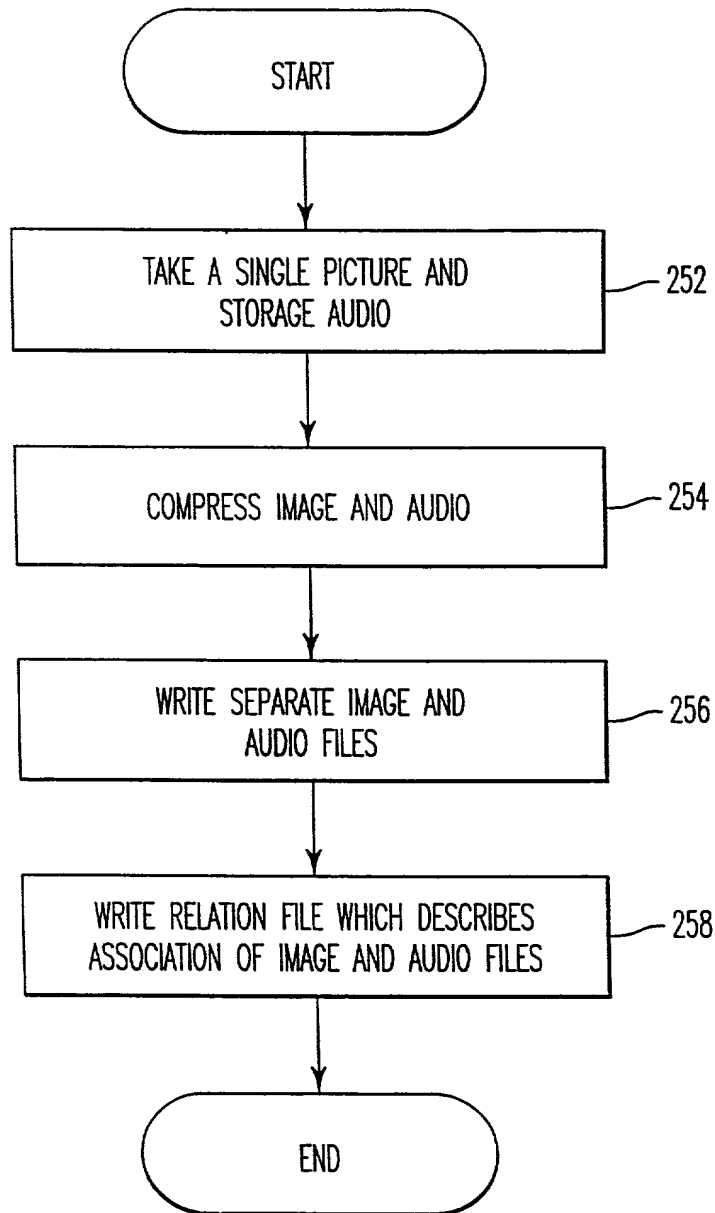 START
TAKE A SINGLE PICTURE AND
STORAGE AUDIO
252
COMPRESS IMAGE AND AUDIO
254
WRITE SEPARATE IMAGE AND
AUDIO FILES
256
WRITE RELATION FILE WHICH DESCRIBES
ASSOCIATION OF IMAGE AND AUDIO FILES
258
END